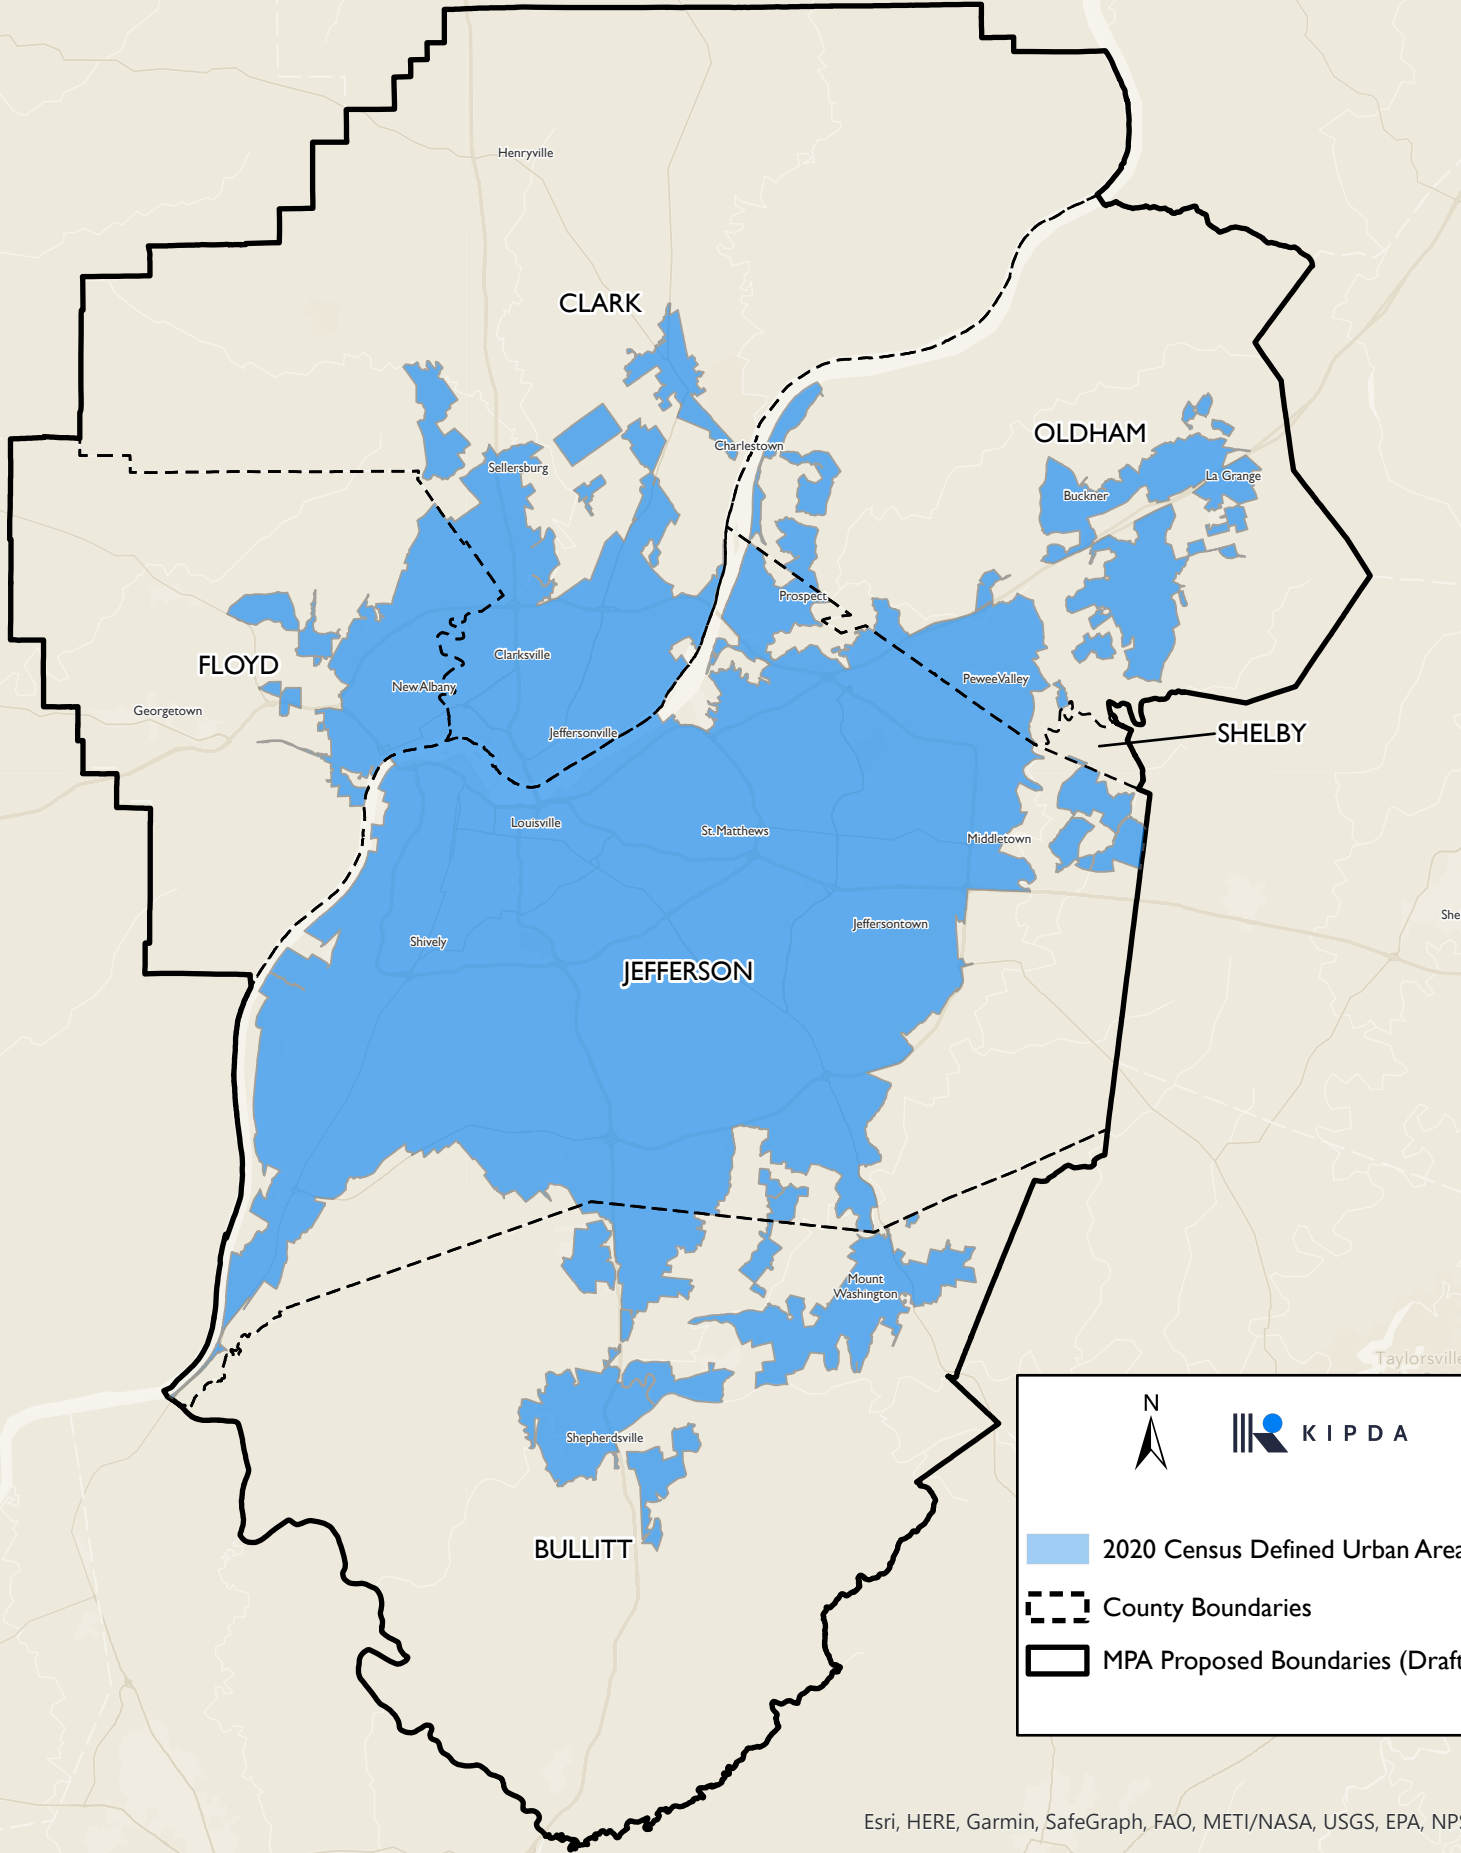 Henryville
CLARK
OLDHAM
Charlestown
Sellersburg
La Grange
Buckner
Prospect
Clarksville
FLOYD
New Albany
PeweeValley
Georgetown
Jeffersonville
SHELBY
Louisville
St. Matthews
Middletown
She
Jeffersontown
Shively
JEFFERSON
Mount
Washington
Taylorsville
Shepherdsville
BULLITT
N
KIPDA
2020 Census Defined Urban Area
County Boundaries
MPA Proposed Boundaries (Draft
Esri, HERE, Garmin, SafeGraph, FAO, METI/NASA, USGS, EPA, NPS